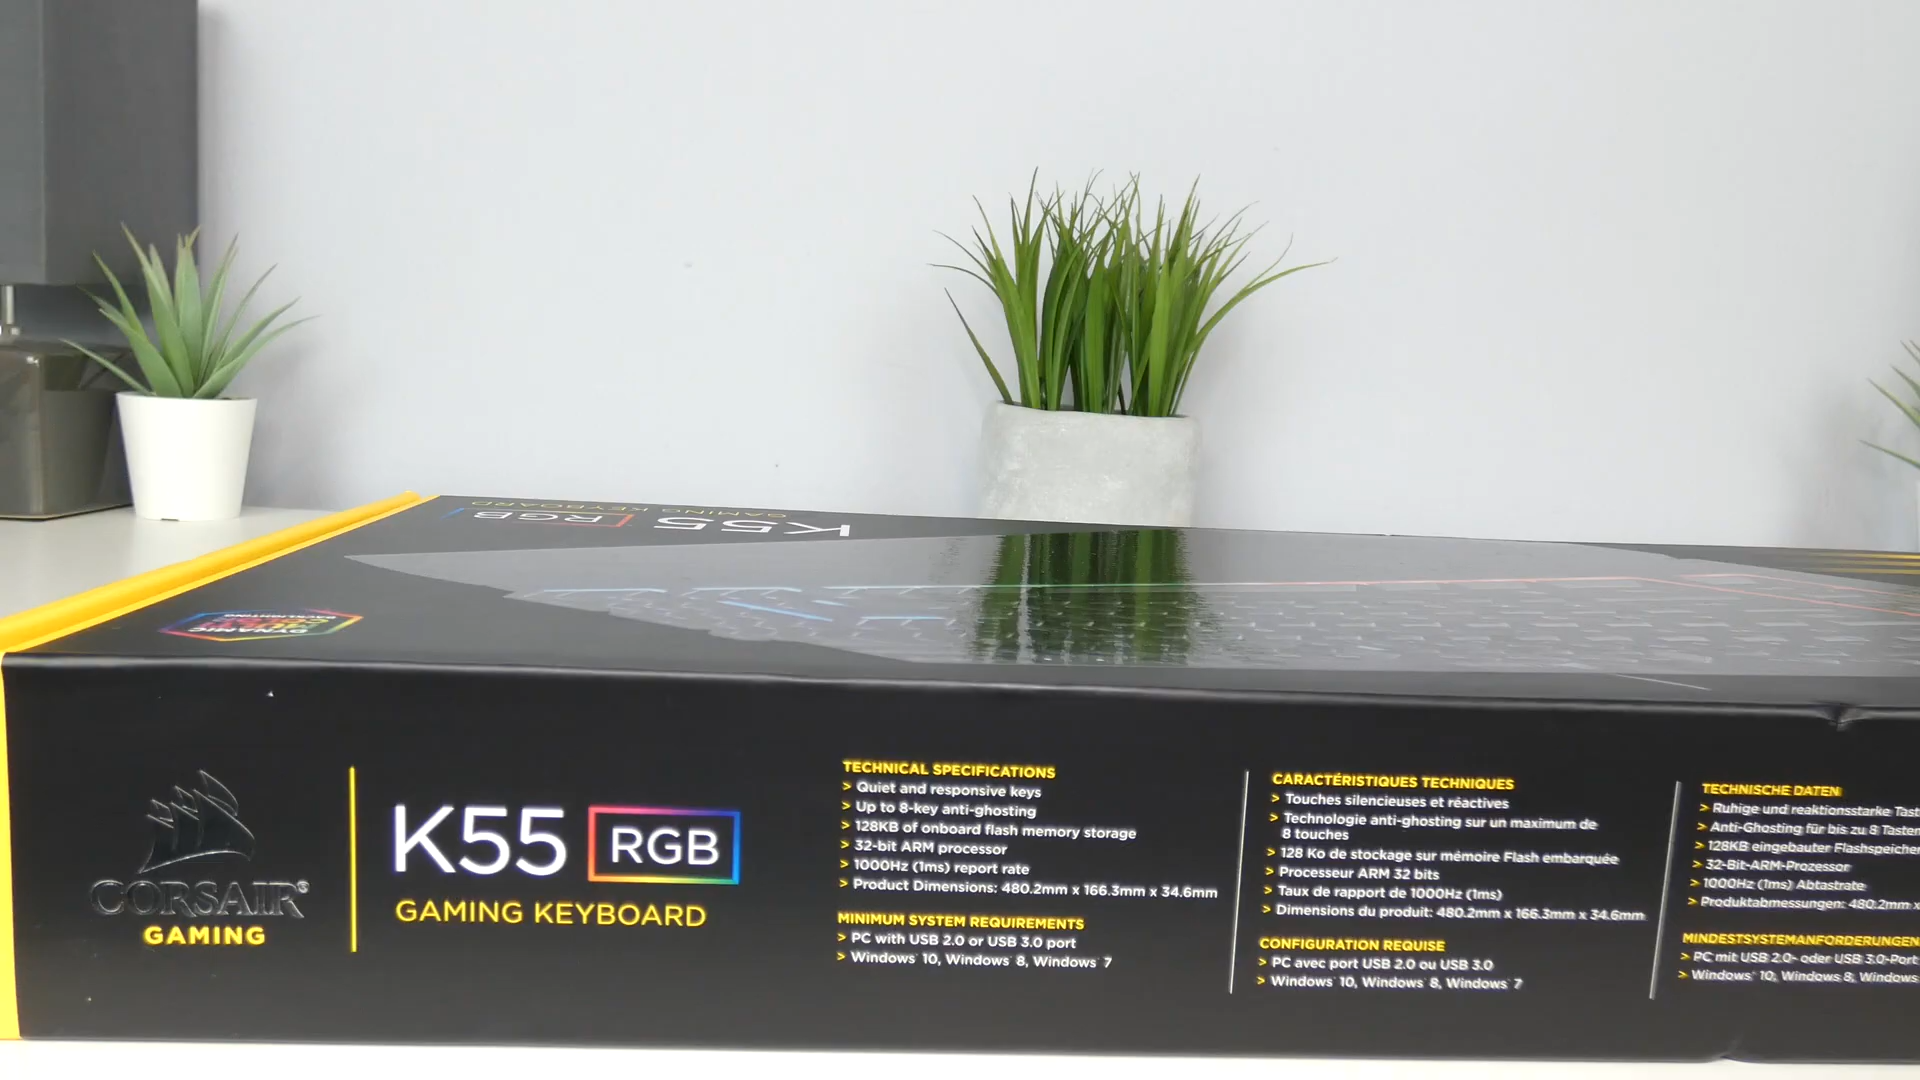 K55 RGB
GAMING KEYBOARD
DYNAMIC
BACKLIGHTING
CORSAIR
GAMING
K55 RGB
GAMING KEYBOARD
TECHNICAL SPECIFICATIONS
> Quiet and responsive keys
> Up to 8-key anti-ghosting
> 128KB of onboard flash memory storage
> 32-bit ARM processor
> 1000Hz (1ms) report rate
> Product Dimensions: 480.2mm x 166.3mm x 34.6mm
MINIMUM SYSTEM REQUIREMENTS
> PC with USB 2.0 or USB 3.0 port
> Windows 10, Windows 8, Windows 7
CARACTÉRISTIQUES TECHNIQUES
> Touches silencieuses et réactives
> Technologie anti-ghosting sur un maximum de
8 touches
> 128 Ko de stockage sur mémoire Flash embarquée
> Processeur ARM 32 bits
> Taux de rapport de 1000Hz (1ms)
> Dimensions du produit: 480.2mm x 166.3mm x 34.6mm
CONFIGURATION REQUISE
> PC avec port USB 2.0 ou USB 3.0
> Windows 10, Windows 8, Windows 7
TECHNISCHE DATEN
> Ruhige und reaktionsstarke Tast
> Anti-Ghosting für bis zu 8 Tasten
> 128KB eingebauter Flashspeicher
> 32-Bit-ARM-Prozessor
> 1000Hz (1ms) Abtastrate
> Produktabmessungen: 480.2mm x
MINDESTSYSTEMANFORDERUNGEN
> PC mit USB 2.0- oder USB 3.0-Port
> Windows 10, Windows 8, Windows